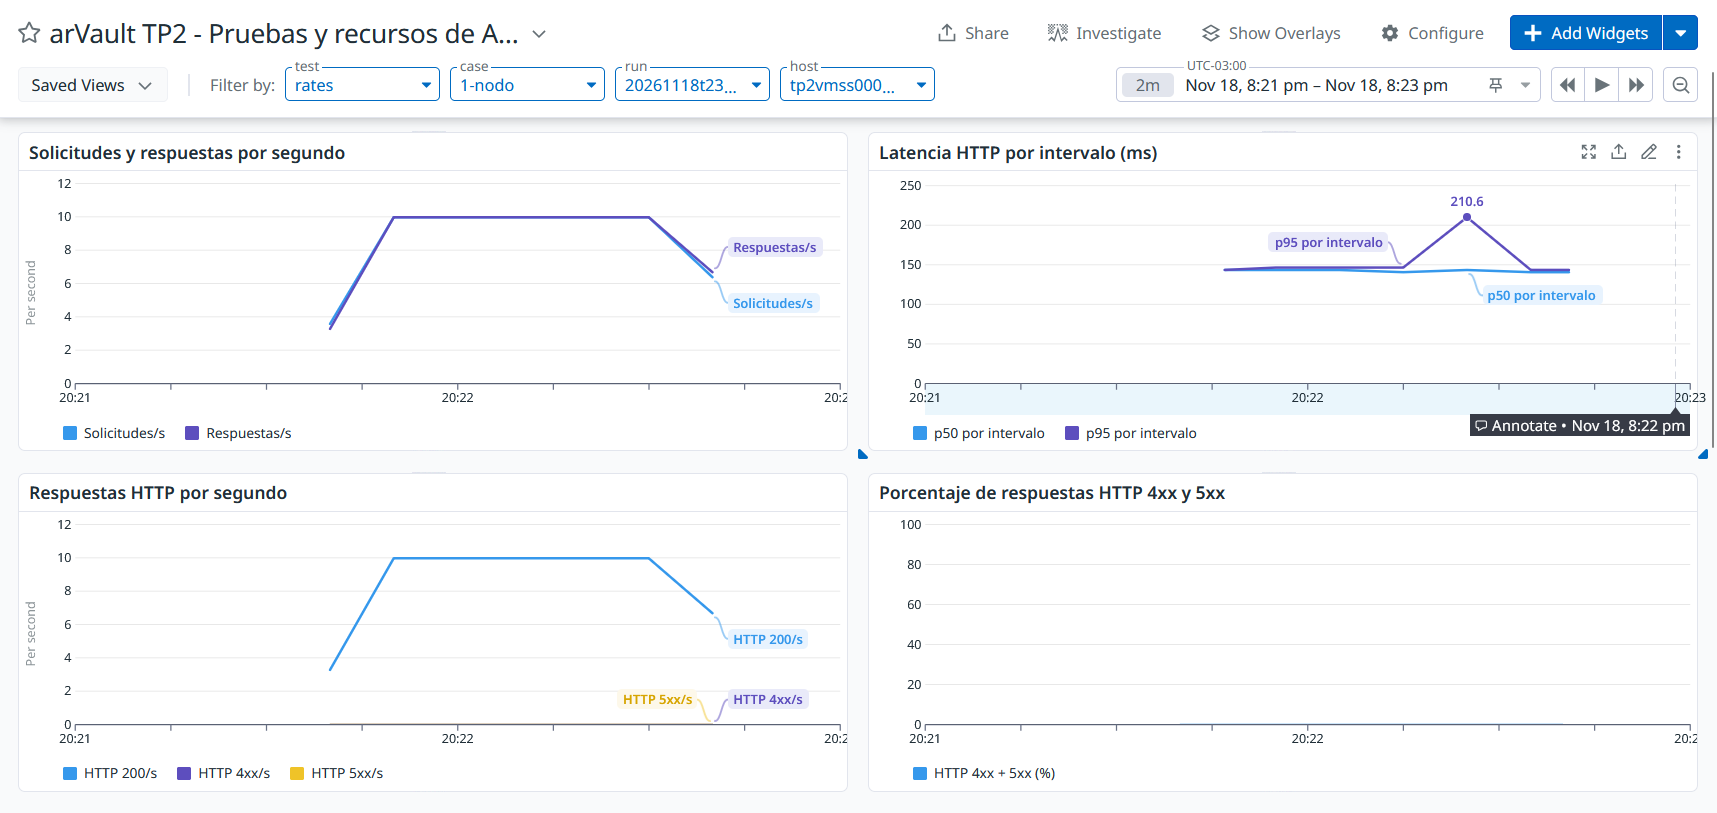 arVault TP2 - Pruebas y recursos de A...
Share
Investigate
Show Overlays
Configure
Add Widgets
Saved Views
Filter by:
test
rates
case
1-nodo
run
20261118t23...
host
tp2vmss000...
UTC-03:00
2m
Nov 18, 8:21 pm – Nov 18, 8:23 pm
Solicitudes y respuestas por segundo
Per second
12
10
8
6
4
2
0
20:21
20:22
20:2
Respuestas/s
Solicitudes/s
Solicitudes/s
Respuestas/s
Latencia HTTP por intervalo (ms)
250
200
150
100
50
0
210.6
p95 por intervalo
p50 por intervalo
20:21
20:22
20:23
Annotate • Nov 18, 8:22 pm
p50 por intervalo
p95 por intervalo
Respuestas HTTP por segundo
Per second
12
10
8
6
4
2
0
HTTP 200/s
HTTP 5xx/s
HTTP 4xx/s
20:21
20:22
20:2
HTTP 200/s
HTTP 4xx/s
HTTP 5xx/s
Porcentaje de respuestas HTTP 4xx y 5xx
100
80
60
40
20
0
20:21
20:22
20:2
HTTP 4xx + 5xx (%)